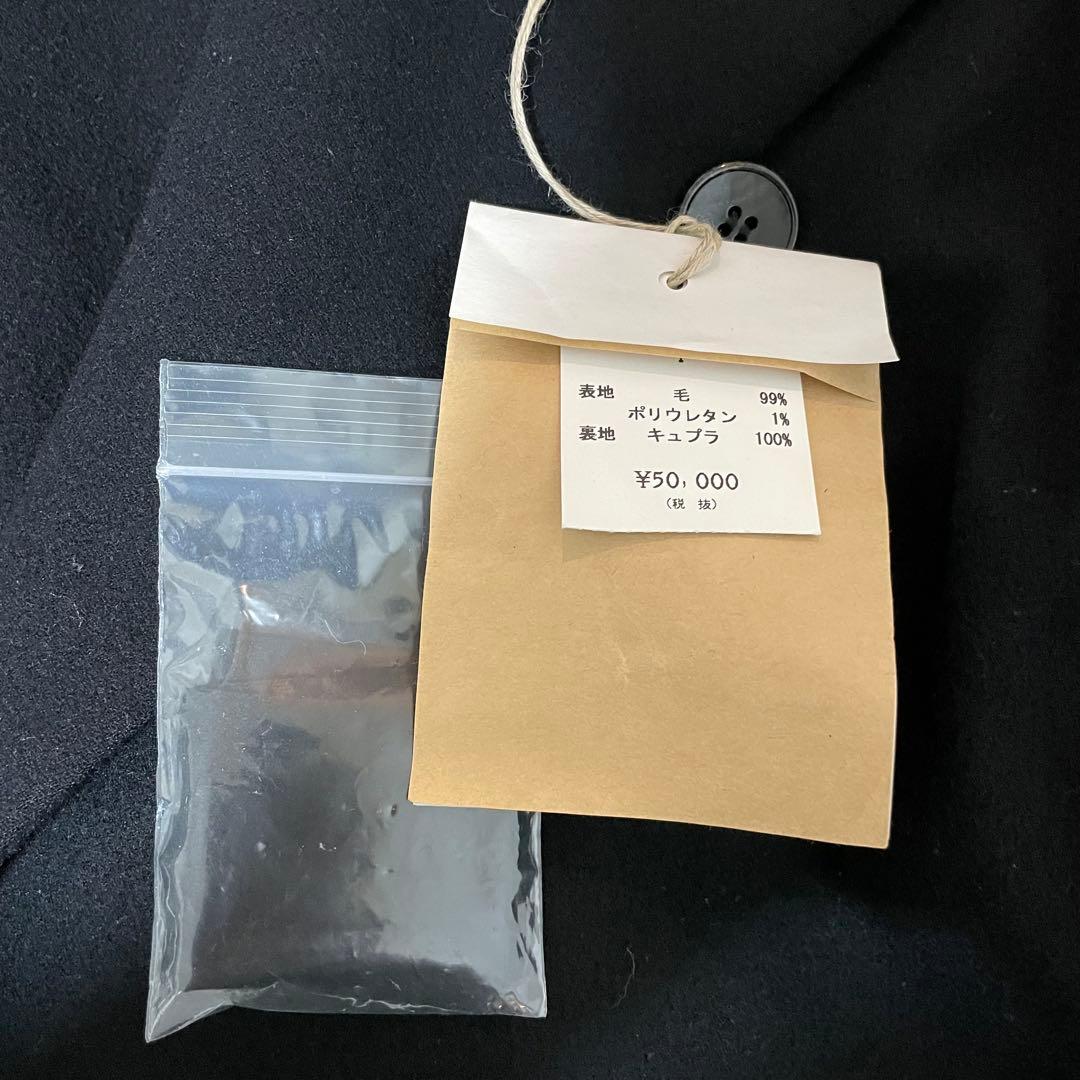 表地 毛 99%
ポリウレタン 1%
裏地 キュプラ 100%
¥50,000
(税 抜)